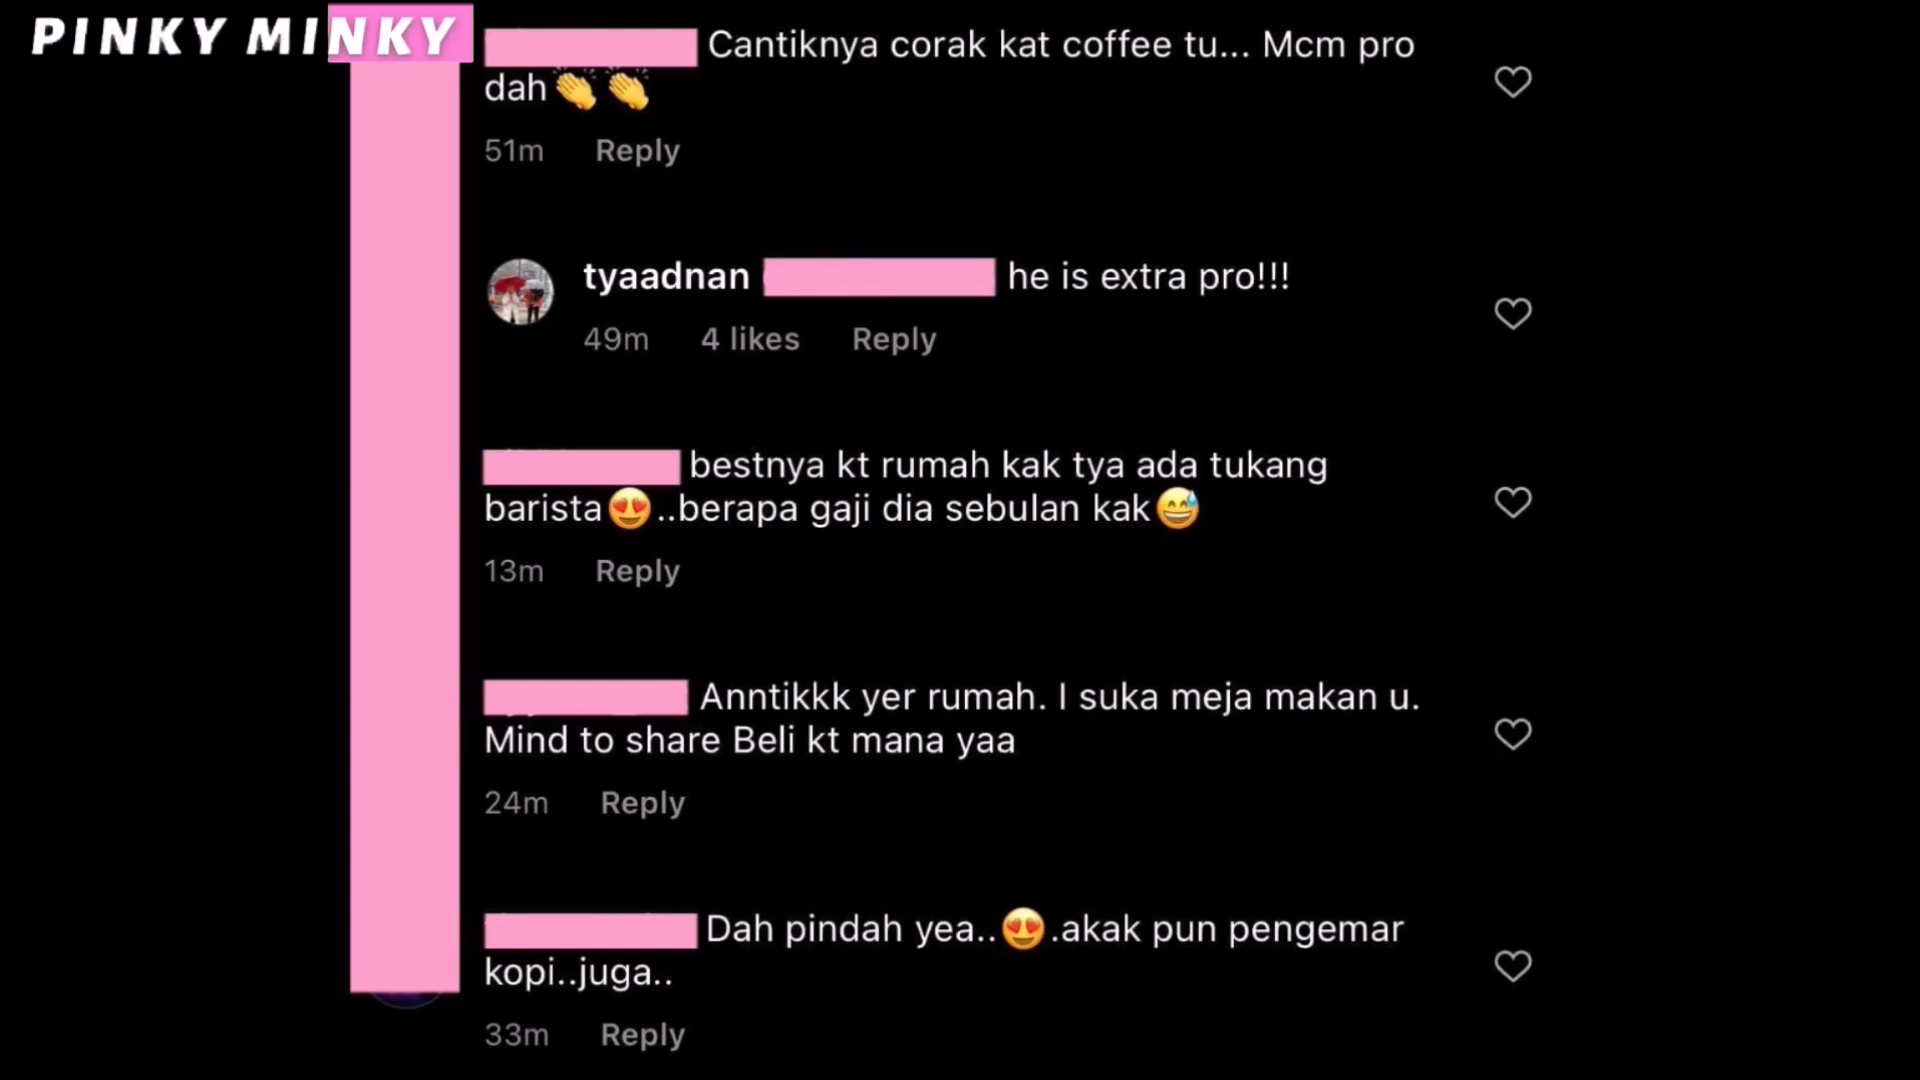 PINKY MINKY
Cantiknya corak kat coffee tu... Mcm pro
dah👏👏
51m Reply
tyaadnan he is extra pro!!!
49m 4 likes Reply
bestnya kt rumah kak tya ada tukang
barista😍..berapa gaji dia sebulan kak😅
13m Reply
Anntikkk yer rumah. I suka meja makan u.
Mind to share Beli kt mana yaa
24m Reply
Dah pindah yea..😍.akak pun pengemar
kopi..juga..
33m Reply